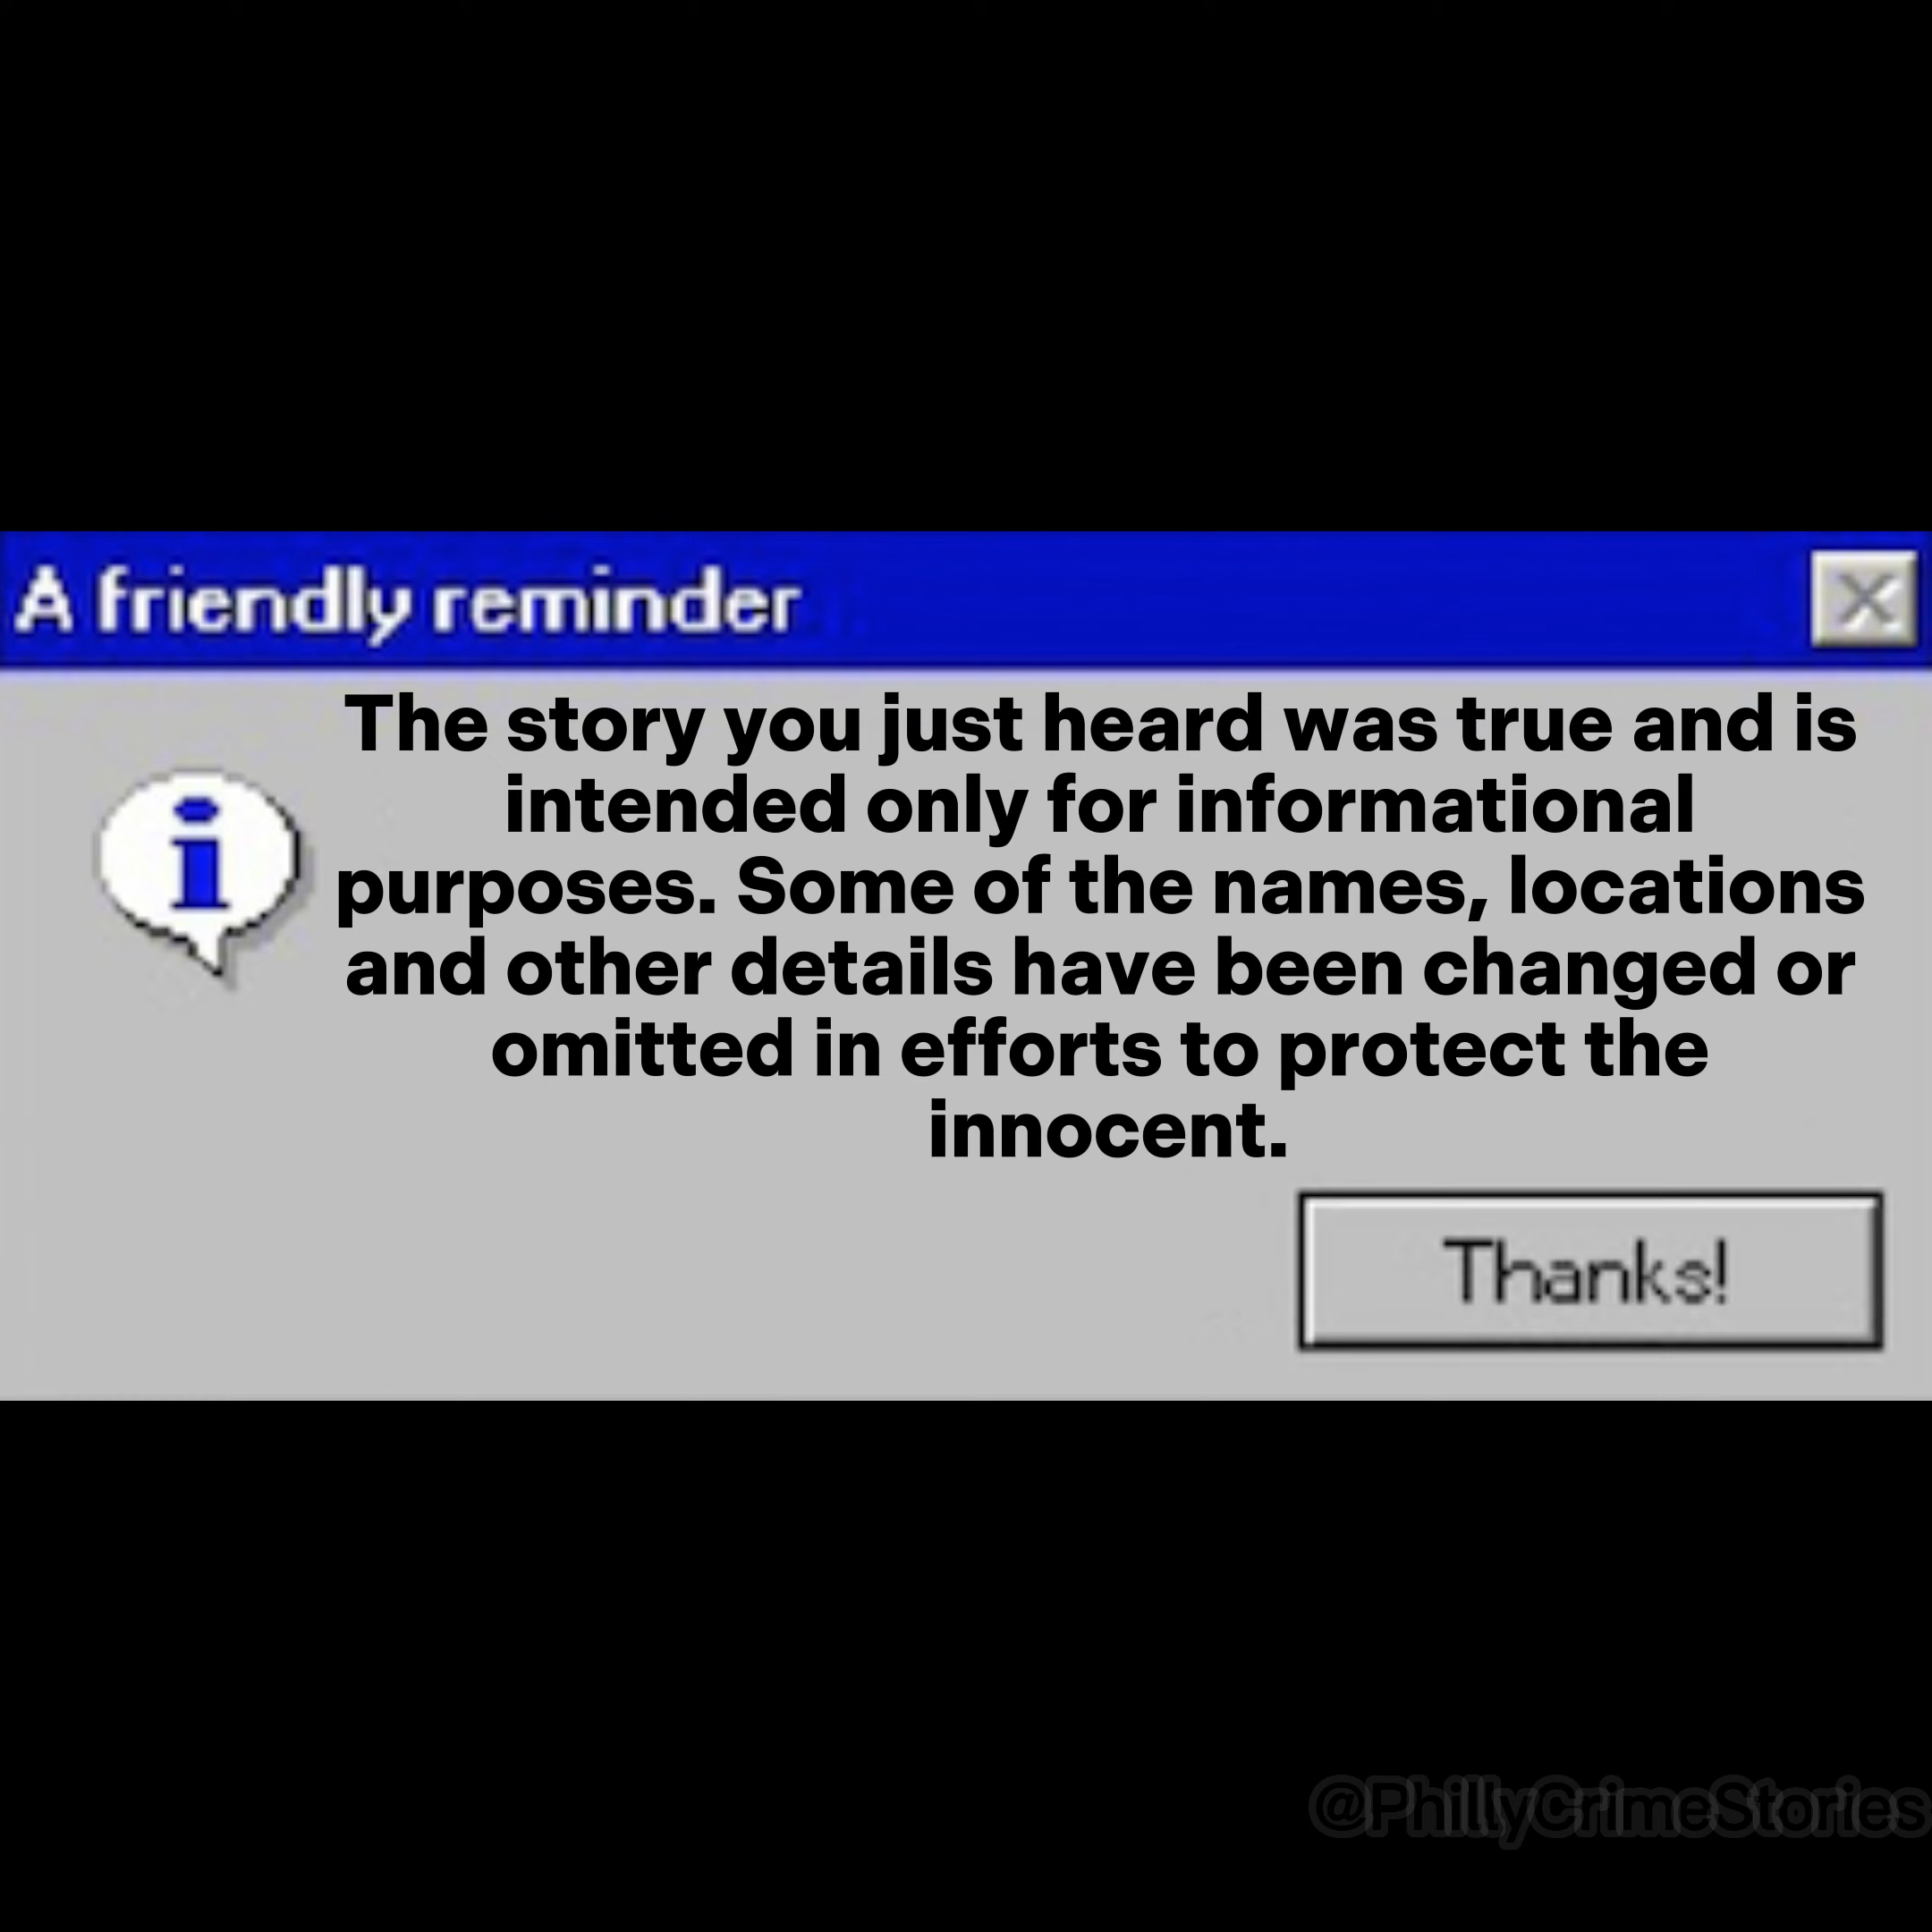 A friendly reminder
The story you just heard was true and is
intended only for informational
purposes. Some of the names, locations
and other details have been changed or
omitted in efforts to protect the
innocent.
Thanks!
@PhillyCrimeStories